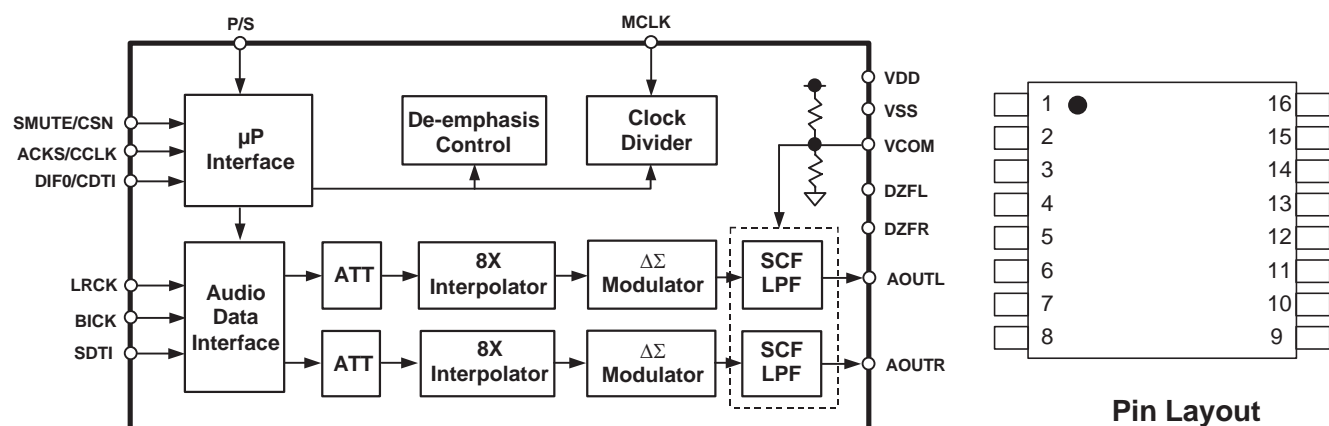 P/S
MCLK
SMUTE/CSN
ACKS/CCLK
DIF0/CDTI
µP
Interface
De-emphasis
Control
Clock
Divider
VDD
VSS
VCOM
DZFL
DZFR
LRCK
BICK
SDTI
Audio
Data
Interface
ATT
8X
Interpolator
ΔΣ
Modulator
SCF
LPF
AOUTL
ATT
8X
Interpolator
ΔΣ
Modulator
SCF
LPF
AOUTR
1
16
2
15
3
14
4
13
5
12
6
11
7
10
8
9
Pin Layout